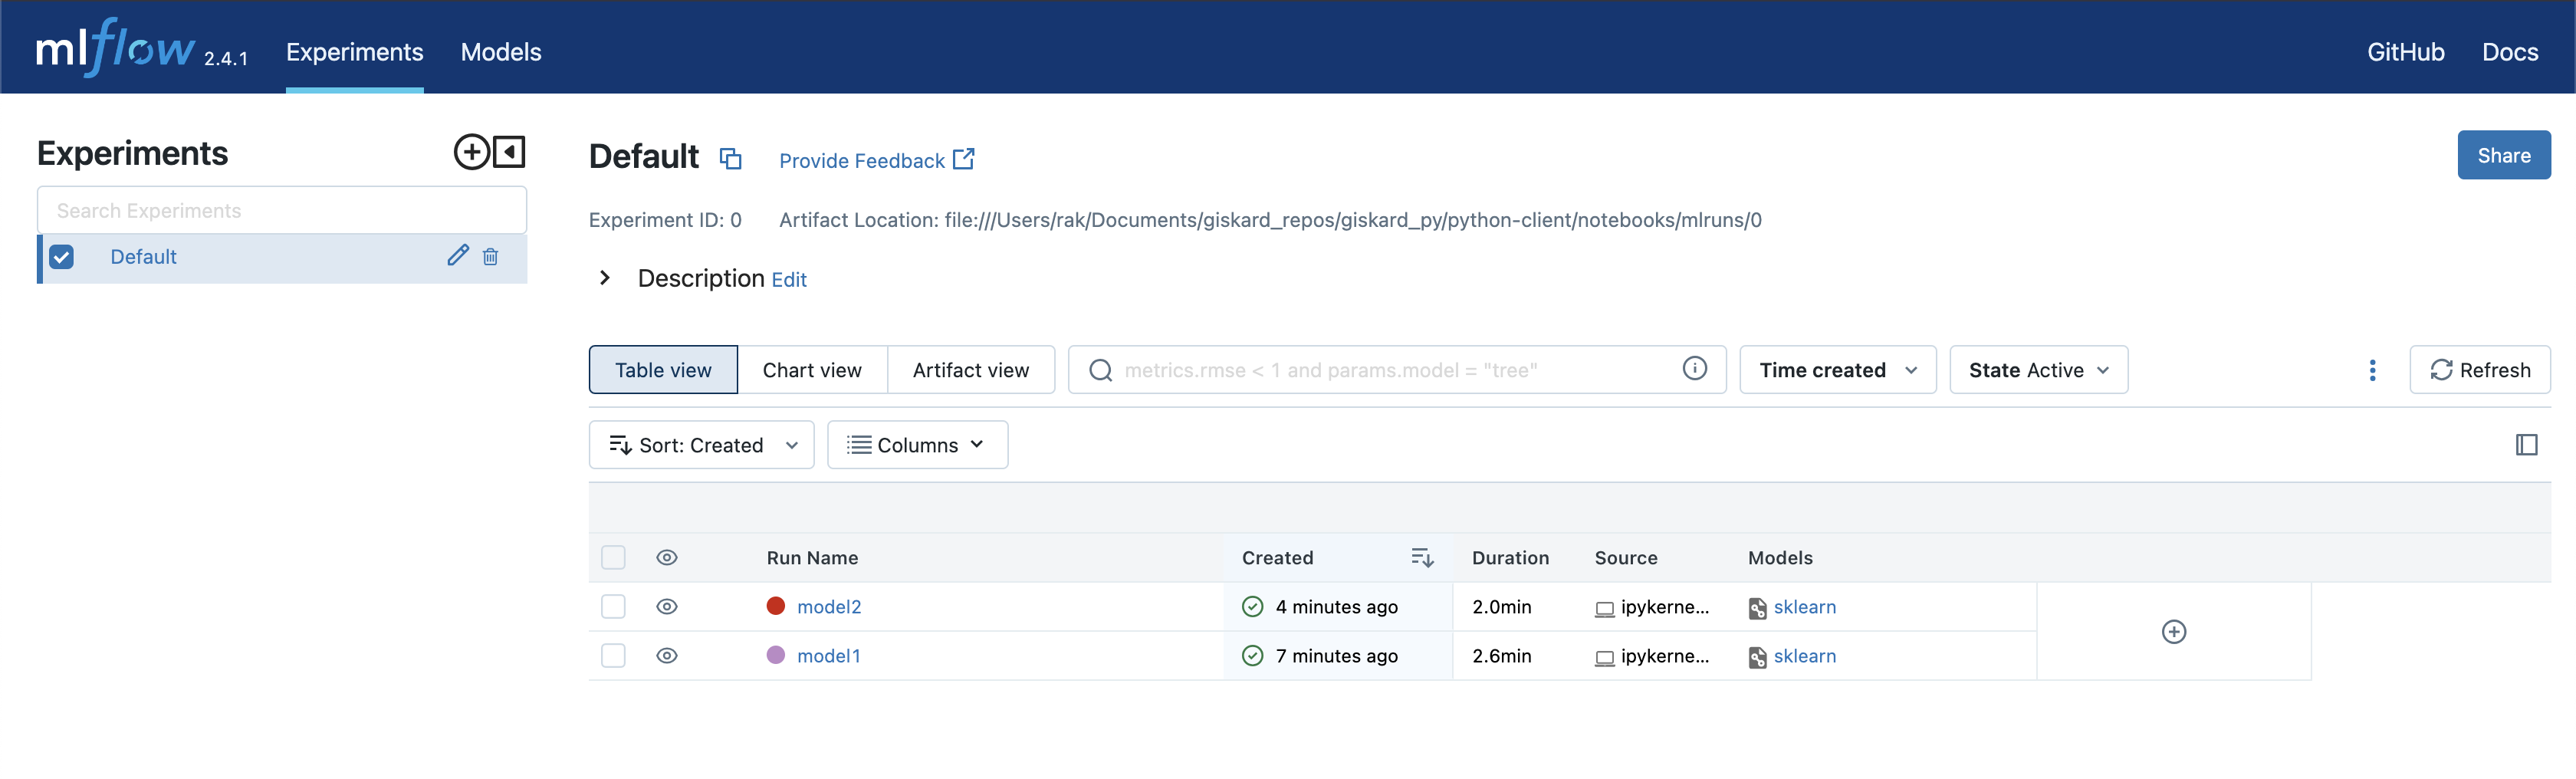 mlflow 2.4.1 Experiments Models GitHub Docs
Experiments
Search Experiments
Default
Default Provide Feedback Share
Experiment ID: 0 Artifact Location: file:///Users/rak/Documents/giskard_repos/giskard_py/python-client/notebooks/mlruns/0
Description Edit
Table view Chart view Artifact view metrics.rmse < 1 and params.model = "tree" Time created State Active Refresh
Sort: Created Columns
Run Name Created Duration Source Models
model2 4 minutes ago 2.0min ipykerne... sklearn
model1 7 minutes ago 2.6min ipykerne... sklearn